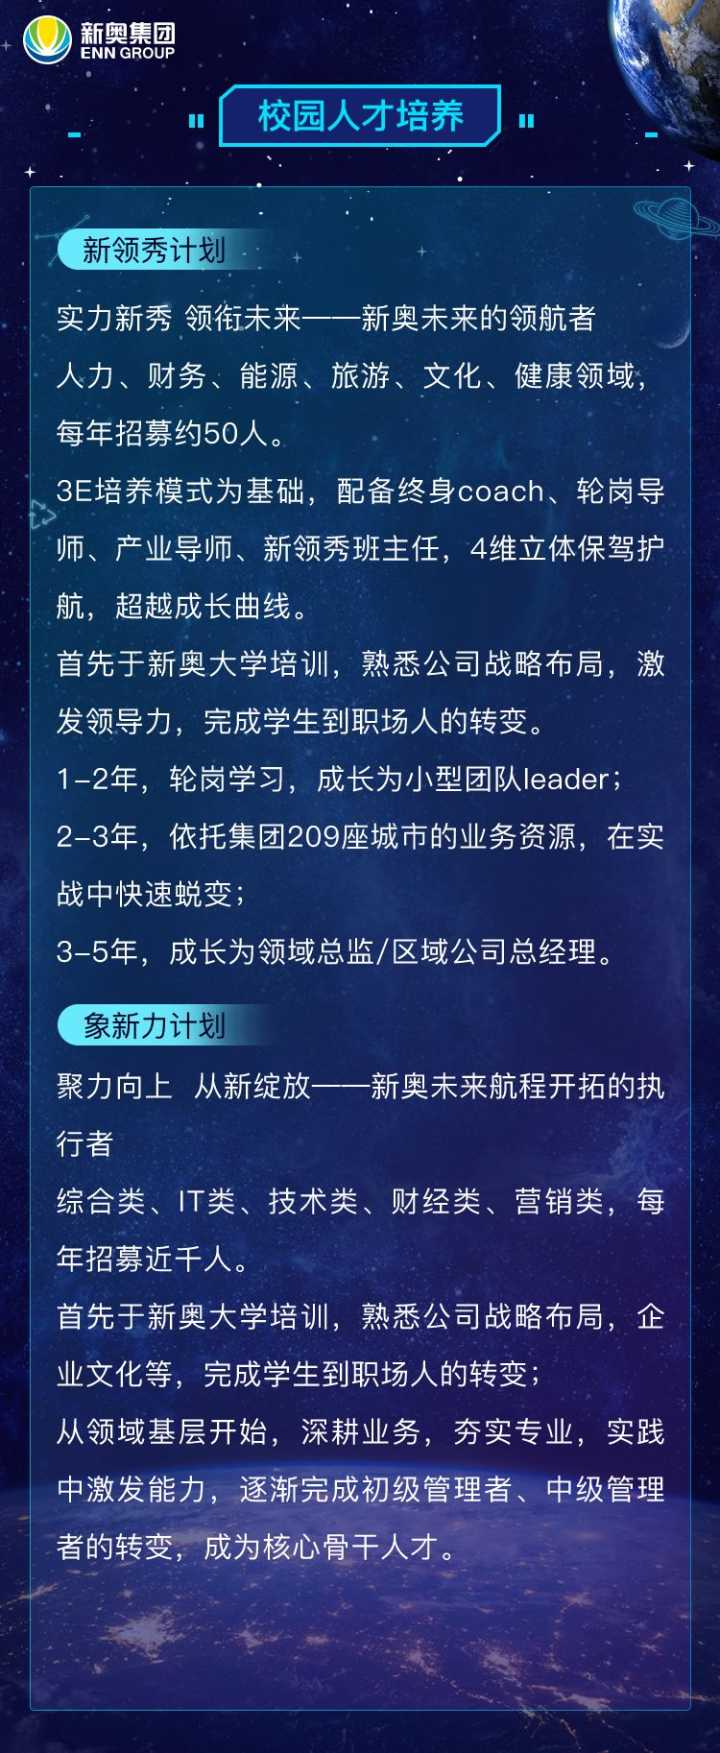 新奥集团
ENN GROUP
校园人才培养
新领秀计划
实力新秀 领衔未来——新奥未来的领航者
人力、财务、能源、旅游、文化、健康领域，
每年招募约50人。
3E培养模式为基础，配备终身coach、轮岗导
师、产业导师、新领秀班主任，4维立体保驾护
航，超越成长曲线。
首先于新奥大学培训，熟悉公司战略布局，激
发领导力，完成学生到职场人的转变。
1-2年，轮岗学习，成长为小型团队leader；
2-3年，依托集团209座城市的业务资源，在实
战中快速蜕变；
3-5年，成长为领域总监/区域公司总经理。
象新力计划
聚力向上 从新绽放——新奥未来航程开拓的执
行者
综合类、IT类、技术类、财经类、营销类，每
年招募近千人。
首先于新奥大学培训，熟悉公司战略布局，企
业文化等，完成学生到职场人的转变；
从领域基层开始，深耕业务，夯实专业，实践
中激发能力，逐渐完成初级管理者、中级管理
者的转变，成为核心骨干人才。